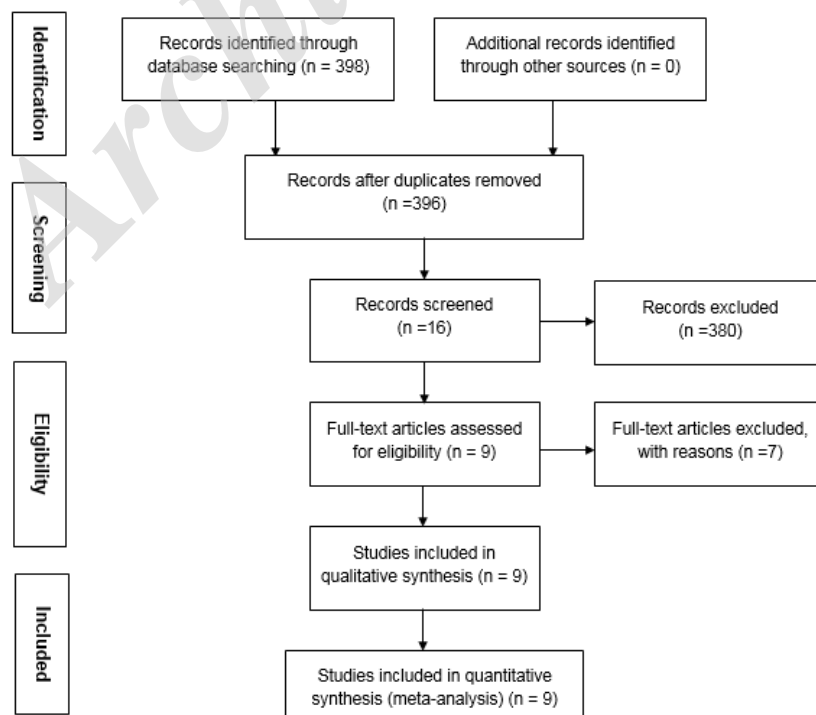 Identification
Records identified through
database searching (n = 398)
Additional records identified
through other sources (n = 0)
Records after duplicates removed
(n =396)
Screening
Records screened
(n =16)
Records excluded
(n =380)
Eligibility
Full-text articles assessed
for eligibility (n = 9)
Full-text articles excluded,
with reasons (n =7)
Studies included in
qualitative synthesis (n = 9)
Included
Studies included in quantitative
synthesis (meta-analysis) (n = 9)